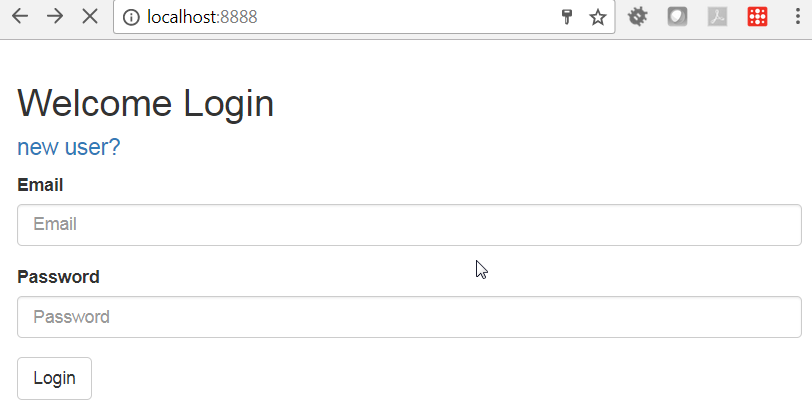 localhost:8888
Welcome Login
new user?
Email
Email
Password
Password
Login